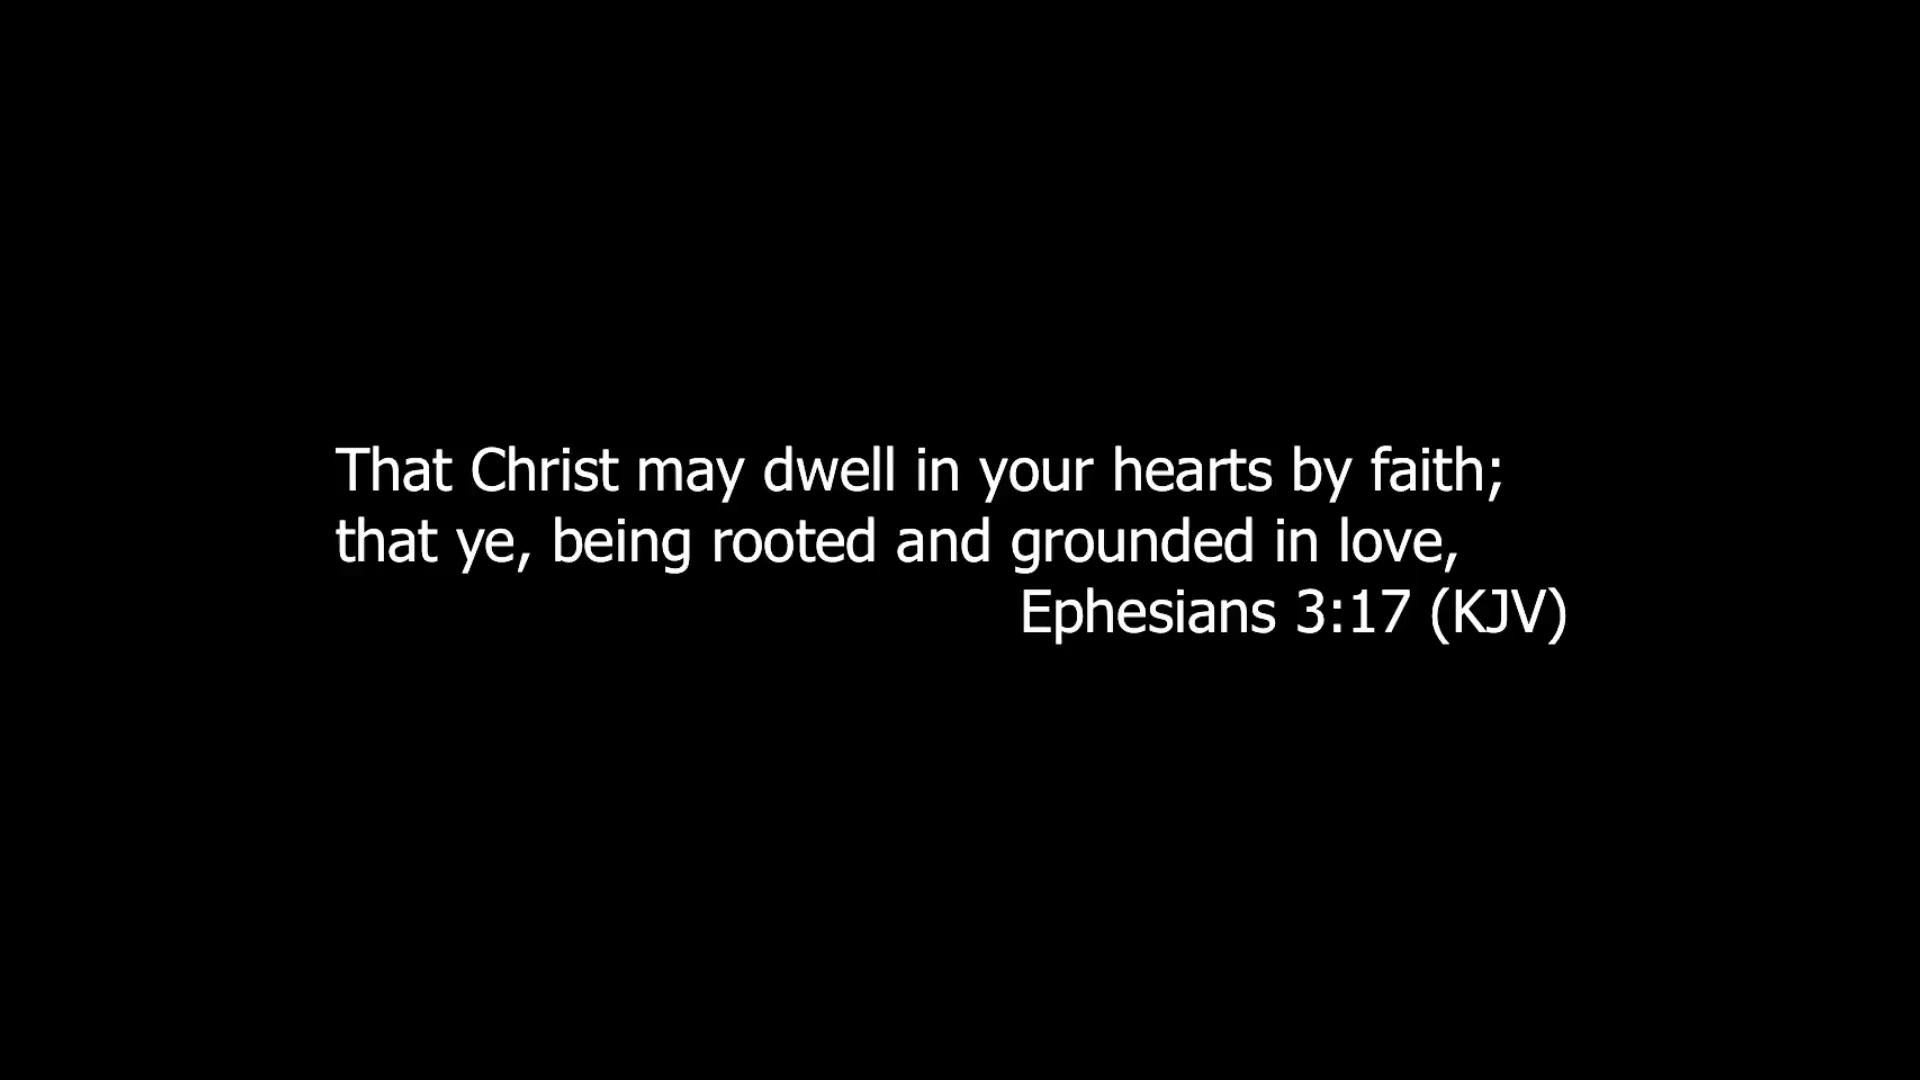 That Christ may dwell in your hearts by faith;
that ye, being rooted and grounded in love,
Ephesians 3:17 (KJV)